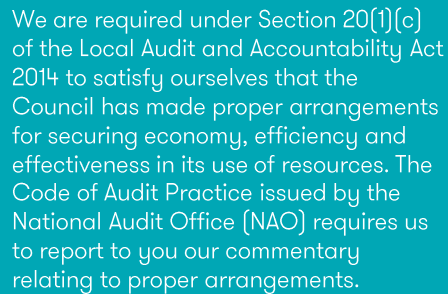 We are required under Section 20(1)(c)
of the Local Audit and Accountability Act
2014 to satisfy ourselves that the
Council has made proper arrangements
for securing economy, efficiency and
effectiveness in its use of resources. The
Code of Audit Practice issued by the
National Audit Office (NAO) requires us
to report to you our commentary
relating to proper arrangements.